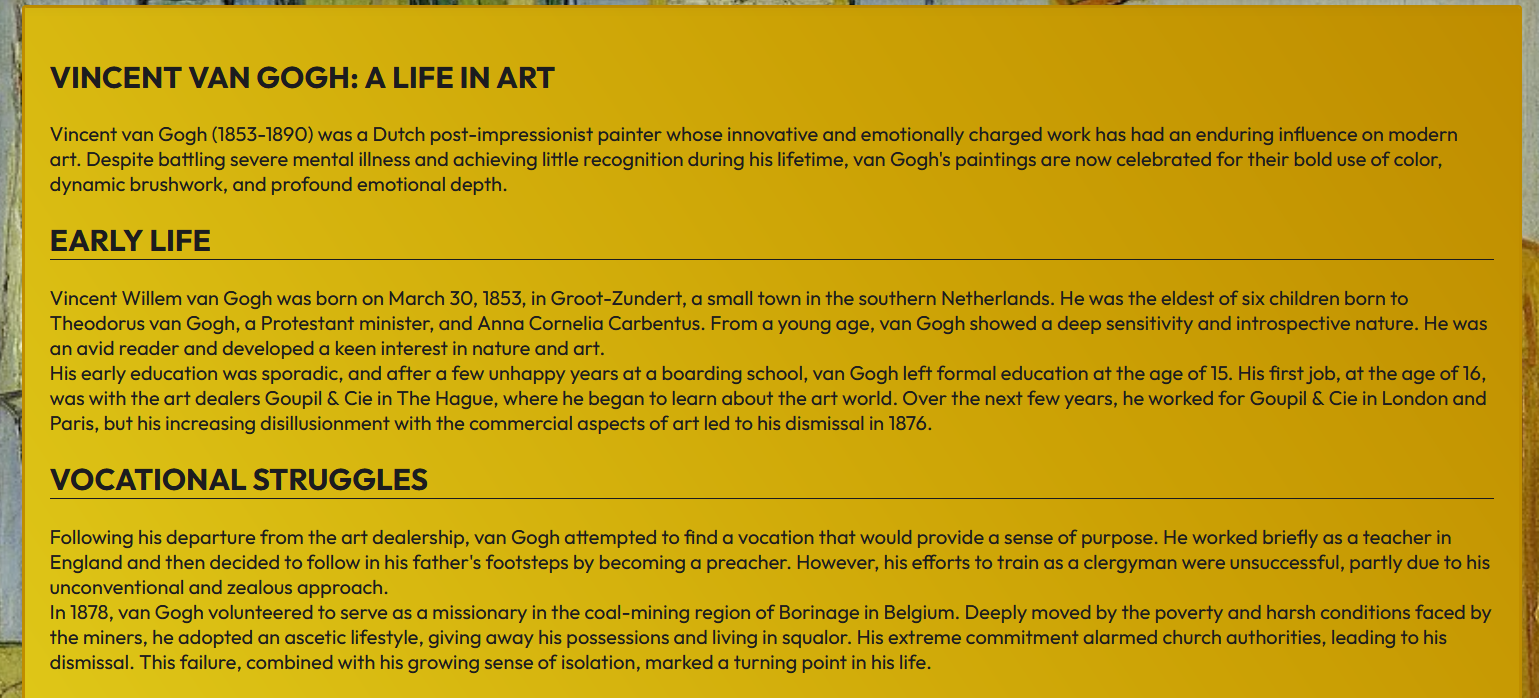 VINCENT VAN GOGH: A LIFE IN ART
Vincent van Gogh (1853-1890) was a Dutch post-impressionist painter whose innovative and emotionally charged work has had an enduring influence on modern
art. Despite battling severe mental illness and achieving little recognition during his lifetime, van Gogh's paintings are now celebrated for their bold use of color,
dynamic brushwork, and profound emotional depth.
EARLY LIFE
Vincent Willem van Gogh was born on March 30, 1853, in Groot-Zundert, a small town in the southern Netherlands. He was the eldest of six children born to
Theodorus van Gogh, a Protestant minister, and Anna Cornelia Carbentus. From a young age, van Gogh showed a deep sensitivity and introspective nature. He was
an avid reader and developed a keen interest in nature and art.
His early education was sporadic, and after a few unhappy years at a boarding school, van Gogh left formal education at the age of 15. His first job, at the age of 16,
was with the art dealers Goupil & Cie in The Hague, where he began to learn about the art world. Over the next few years, he worked for Goupil & Cie in London and
Paris, but his increasing disillusionment with the commercial aspects of art led to his dismissal in 1876.
VOCATIONAL STRUGGLES
Following his departure from the art dealership, van Gogh attempted to find a vocation that would provide a sense of purpose. He worked briefly as a teacher in
England and then decided to follow in his father's footsteps by becoming a preacher. However, his efforts to train as a clergyman were unsuccessful, partly due to his
unconventional and zealous approach.
In 1878, van Gogh volunteered to serve as a missionary in the coal-mining region of Borinage in Belgium. Deeply moved by the poverty and harsh conditions faced by
the miners, he adopted an ascetic lifestyle, giving away his possessions and living in squalor. His extreme commitment alarmed church authorities, leading to his
dismissal. This failure, combined with his growing sense of isolation, marked a turning point in his life.